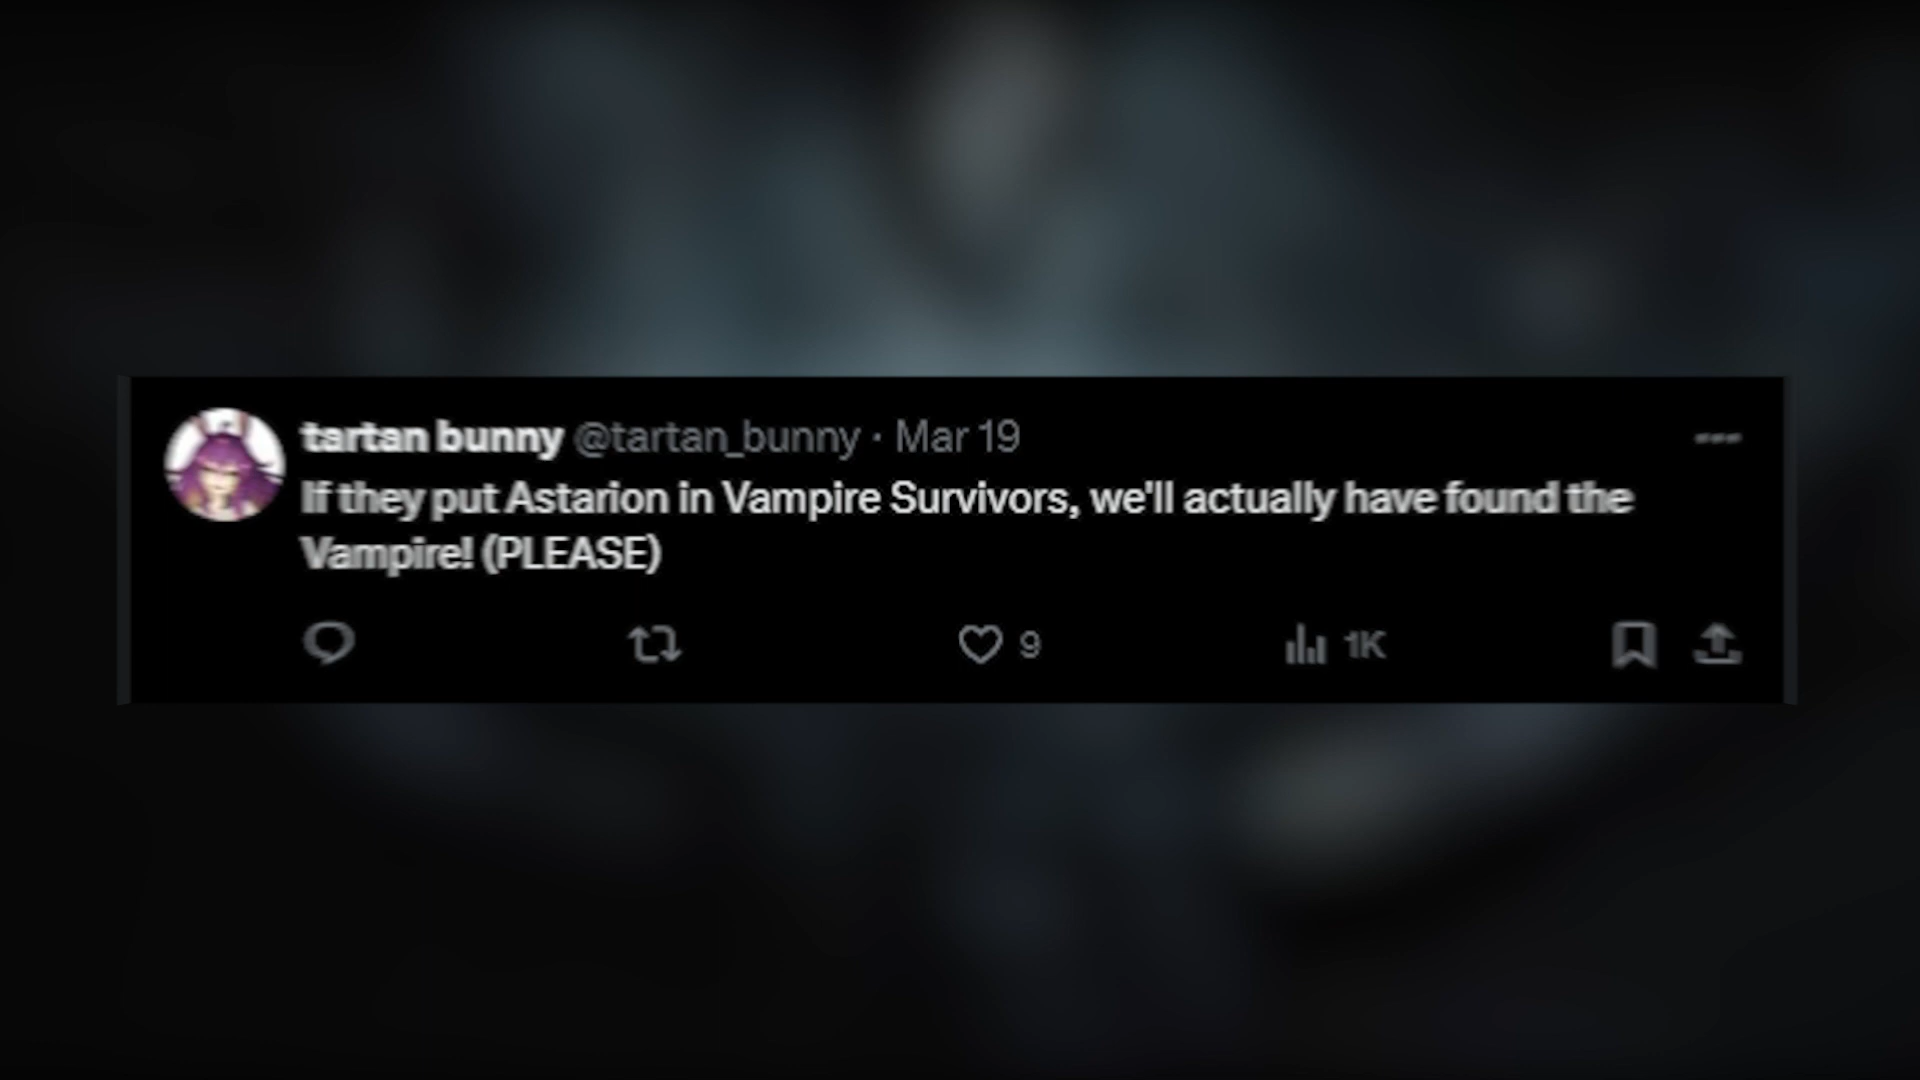 tartan bunny @tartan_bunny · Mar 19
If they put Astarion in Vampire Survivors, we'll actually have found the
Vampire! (PLEASE)
9 1K